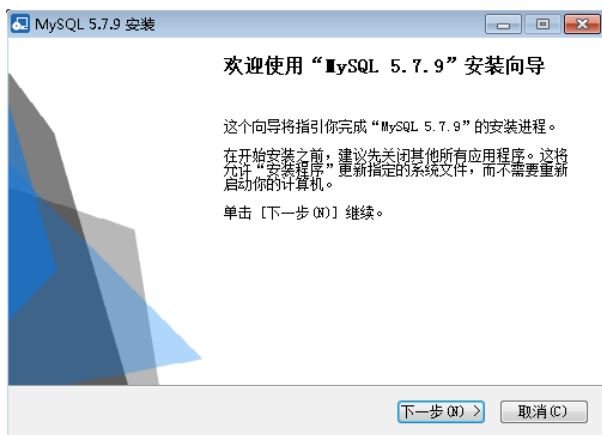 MySQL 5.7.9 安装
欢迎使用“MySQL 5.7.9”安装向导
这个向导将指引你完成“MySQL 5.7.9”的安装进程。
在开始安装之前，建议先关闭其他所有应用程序。这将
允许“安装程序”更新指定的系统文件，而不需要重新
启动你的计算机。
单击 [下一步(N)] 继续。
下一步(N) > 取消(C)